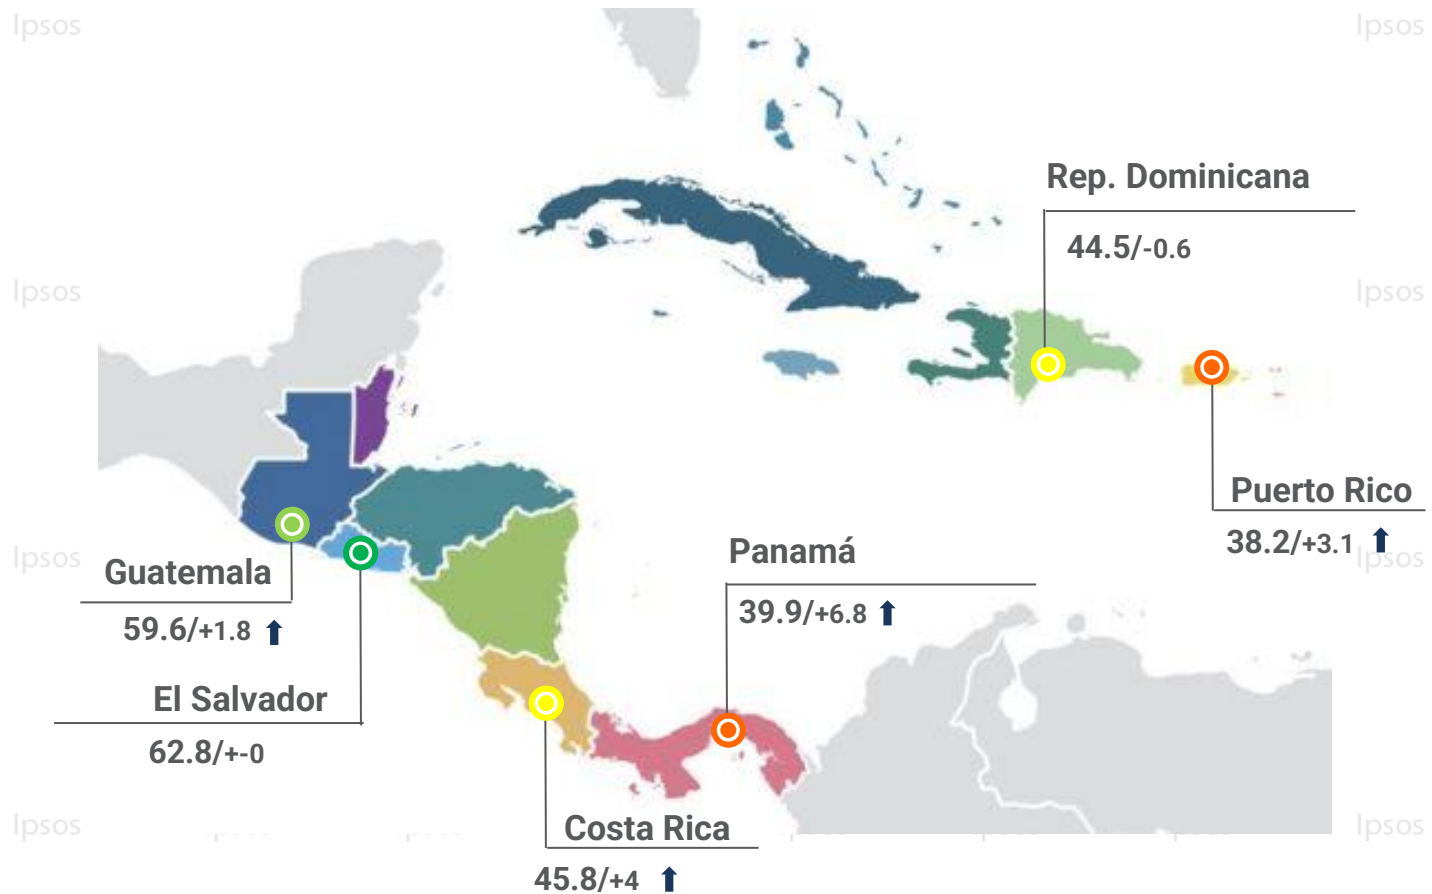 Ipsos
Ipsos
Rep. Dominicana
44.5/-0.6
Ipsos
Ipsos
Puerto Rico
38.2/+3.1
Ipsos
Ipsos
Panamá
39.9/+6.8
Guatemala
59.6/+1.8
El Salvador
62.8/+-0
Ipsos
Ipsos
Costa Rica
45.8/+4